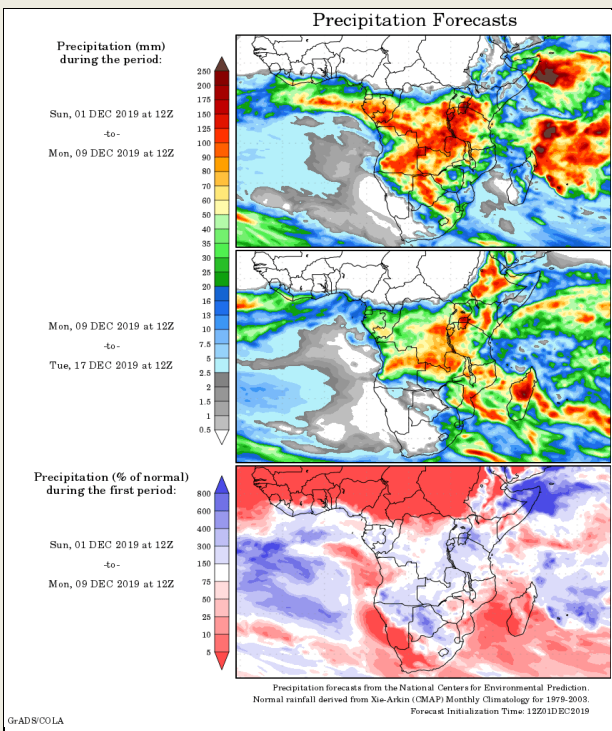 Precipitation Forecasts
Precipitation (mm)
during the period:
Sun, 01 DEC 2019 at 12Z
-to-
Mon, 09 DEC 2019 at 12Z
250
200
175
150
125
100
90
80
70
60
50
40
35
30
25
20
16
13
10
7.5
5
2.5
2
1.5
1
0.5
Mon, 09 DEC 2019 at 12Z
-to-
Tue, 17 DEC 2019 at 12Z
Precipitation (% of normal)
during the first period:
Sun, 01 DEC 2019 at 12Z
-to-
Mon, 09 DEC 2019 at 12Z
800
600
400
300
150
75
50
25
10
5
Precipitation forecasts from the National Centers for Environmental Prediction.
Normal rainfall derived from Xie-Arkin (CMAP) Monthly Climatology for 1979-2003.
Forecast Initialization Time: 12Z01DEC2019
GrADS/COLA